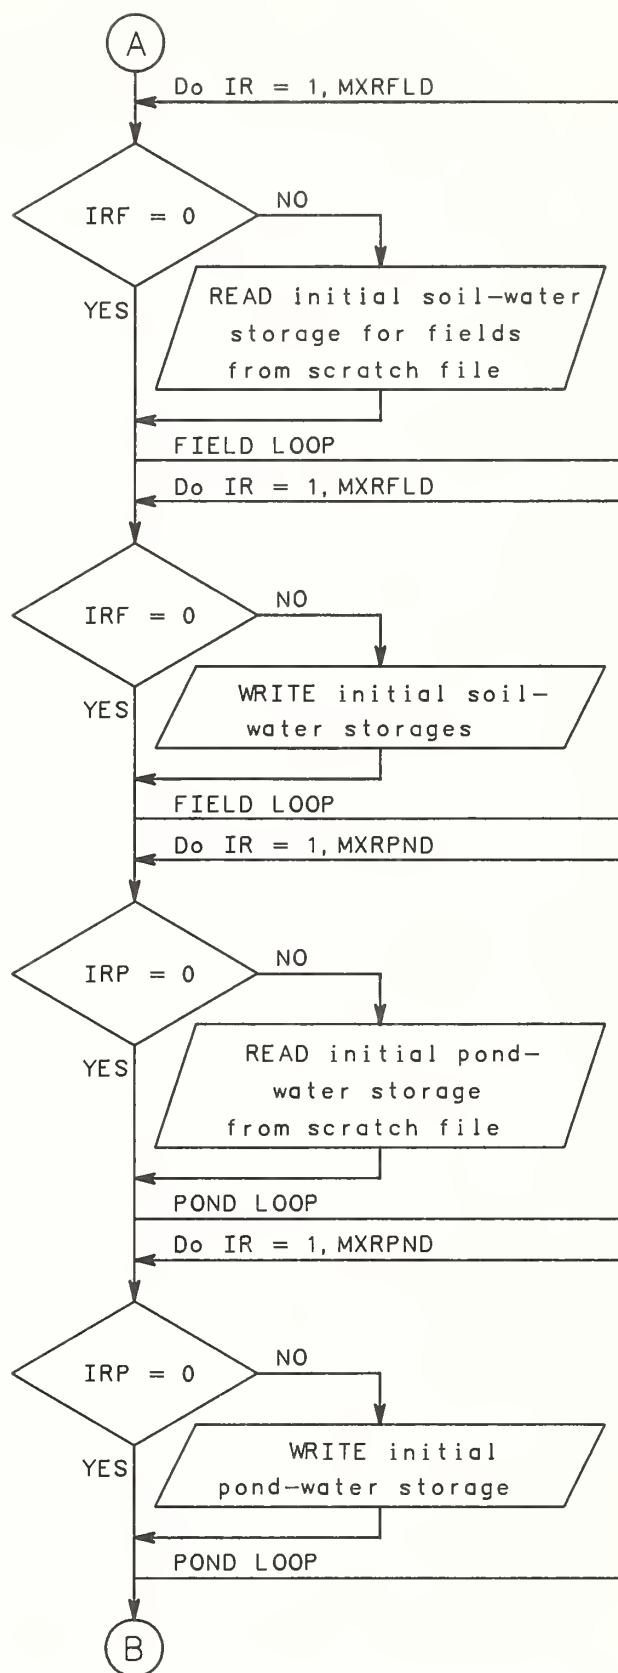 A
Do IR = 1, MXRFLD
IRF = 0
NO
YES
READ initial soil-water
storage for fields
from scratch file
FIELD LOOP
Do IR = 1, MXRFLD
IRF = 0
NO
YES
WRITE initial soil-
water storages
FIELD LOOP
Do IR = 1, MXRPND
IRP = 0
NO
YES
READ initial pond-
water storage
from scratch file
POND LOOP
Do IR = 1, MXRPND
IRP = 0
NO
YES
WRITE initial
pond-water storage
POND LOOP
B